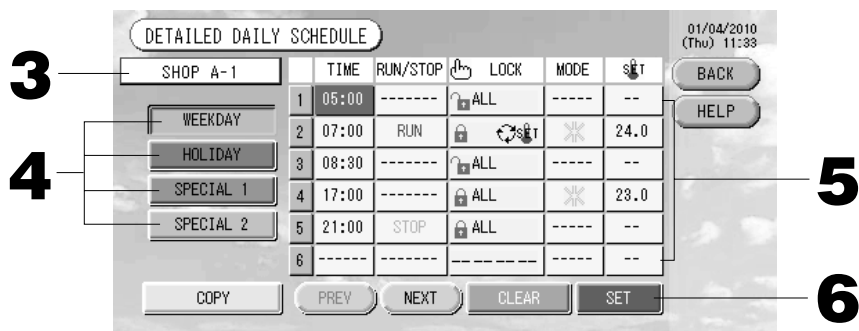 DETAILED DAILY SCHEDULE
01/04/2010
(Thu) 11:33
3
SHOP A-1
TIME RUN/STOP LOCK MODE SET
BACK
HELP
4
WEEKDAY
HOLIDAY
SPECIAL 1
SPECIAL 2
1 05:00 ------- ALL ----- --
2 07:00 RUN SET 24.0
3 08:30 ------- ALL ----- --
4 17:00 ------- ALL 23.0
5 21:00 STOP ALL ----- --
6 ----- ------- --------- ----- --
5
COPY PREV NEXT CLEAR SET
6